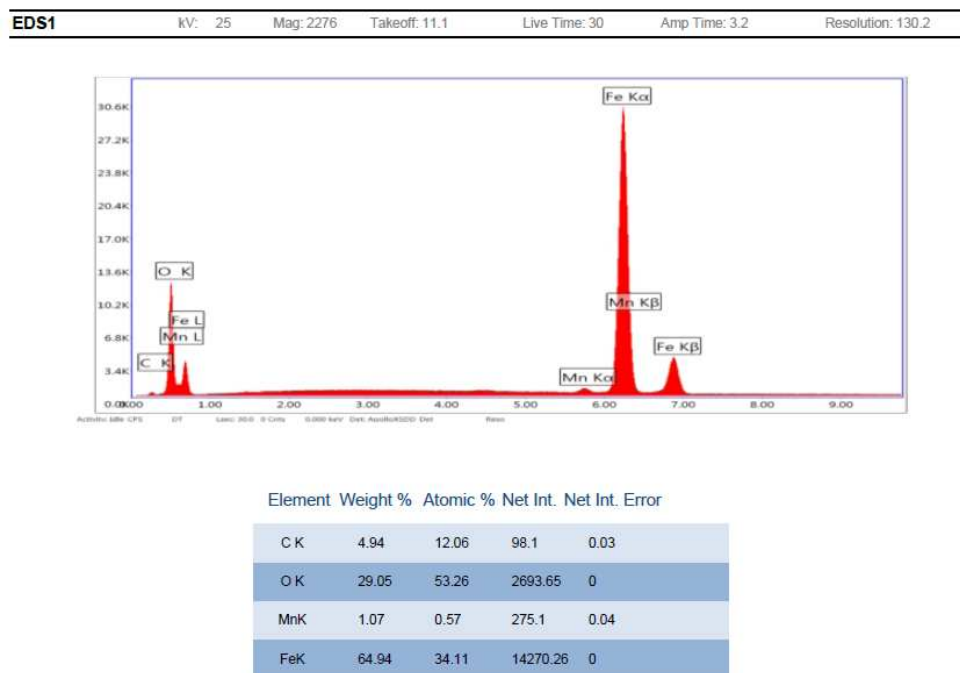 EDS1 kV: 25 Mag: 2276 Takeoff: 11.1 Live Time: 30 Amp Time: 3.2 Resolution: 130.2
30.6K
27.2K
23.8K
20.4K
17.0K
13.6K
10.2K
6.8K
3.4K
Fe Kα
O K
Fe L
Mn L
C K
Mn Kβ
Fe Kβ
Mn Kα
1.00 2.00 3.00 4.00 5.00 6.00 7.00 8.00 9.00
Element Weight % Atomic % Net Int. Net Int. Error
C K 4.94 12.06 98.1 0.03
O K 29.05 53.26 2693.65 0
MnK 1.07 0.57 275.1 0.04
FeK 64.94 34.11 14270.26 0